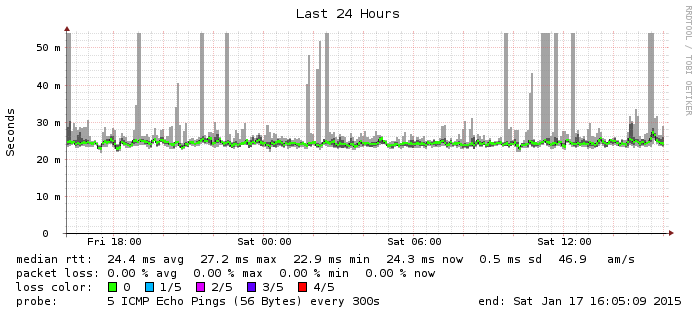 Last 24 Hours
RRDTOOL / TOBI OETIKER
Seconds
50 m
40 m
30 m
20 m
10 m
0
Fri 18:00 Sat 00:00 Sat 06:00 Sat 12:00
median rtt: 24.4 ms avg 27.2 ms max 22.9 ms min 24.3 ms now 0.5 ms sd 46.9 am/s
packet loss: 0.00 % avg 0.00 % max 0.00 % min 0.00 % now
loss color: 0 1/5 2/5 3/5 4/5
probe: 5 ICMP Echo Pings (56 Bytes) every 300s end: Sat Jan 17 16:05:09 2015